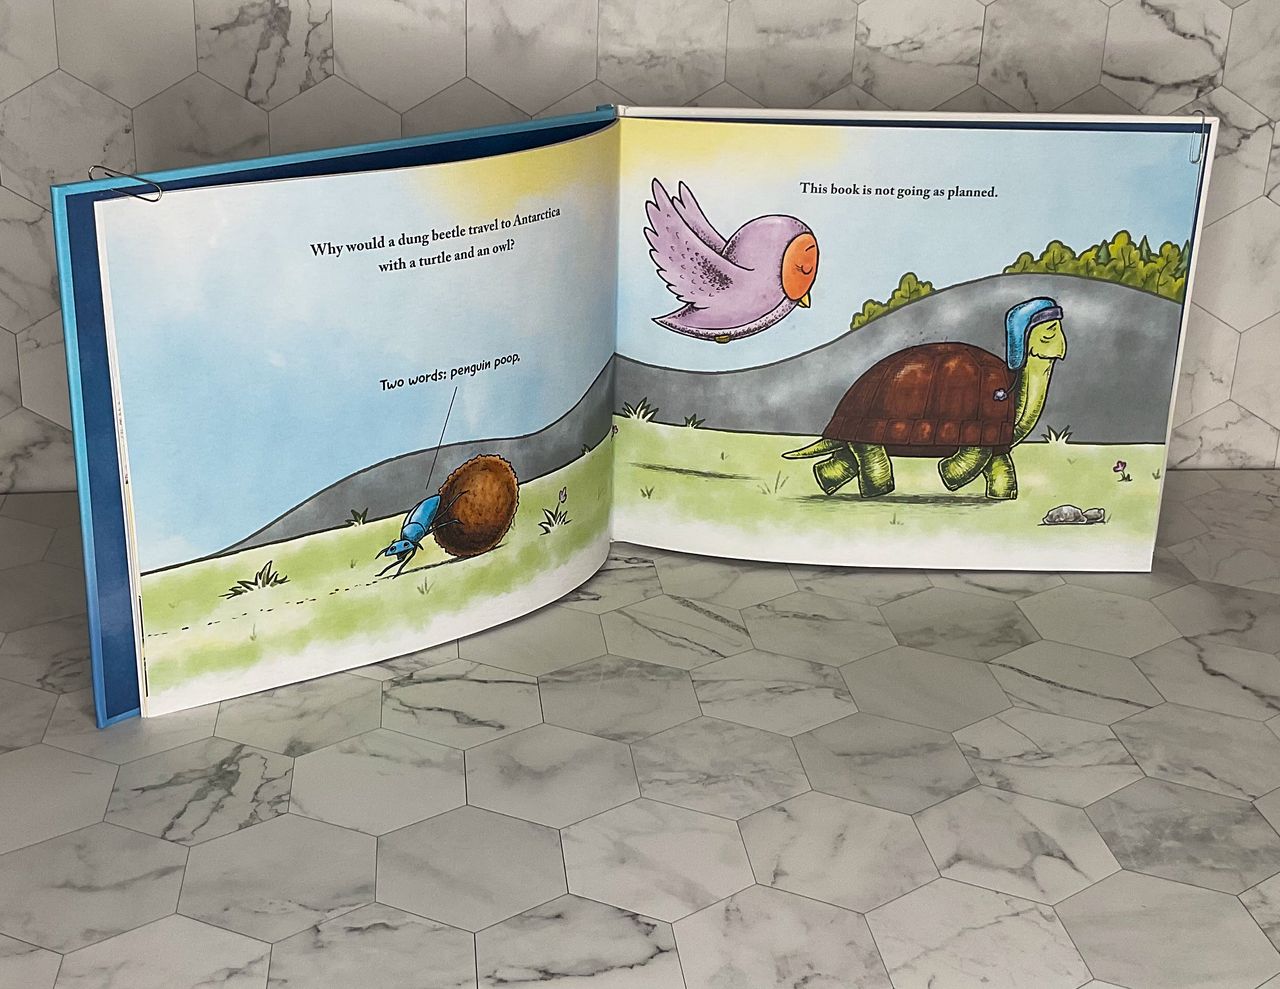 Why would a dung beetle travel to Antarctica
with a turtle and an owl?
Two words: penguin poop.
This book is not going as planned.